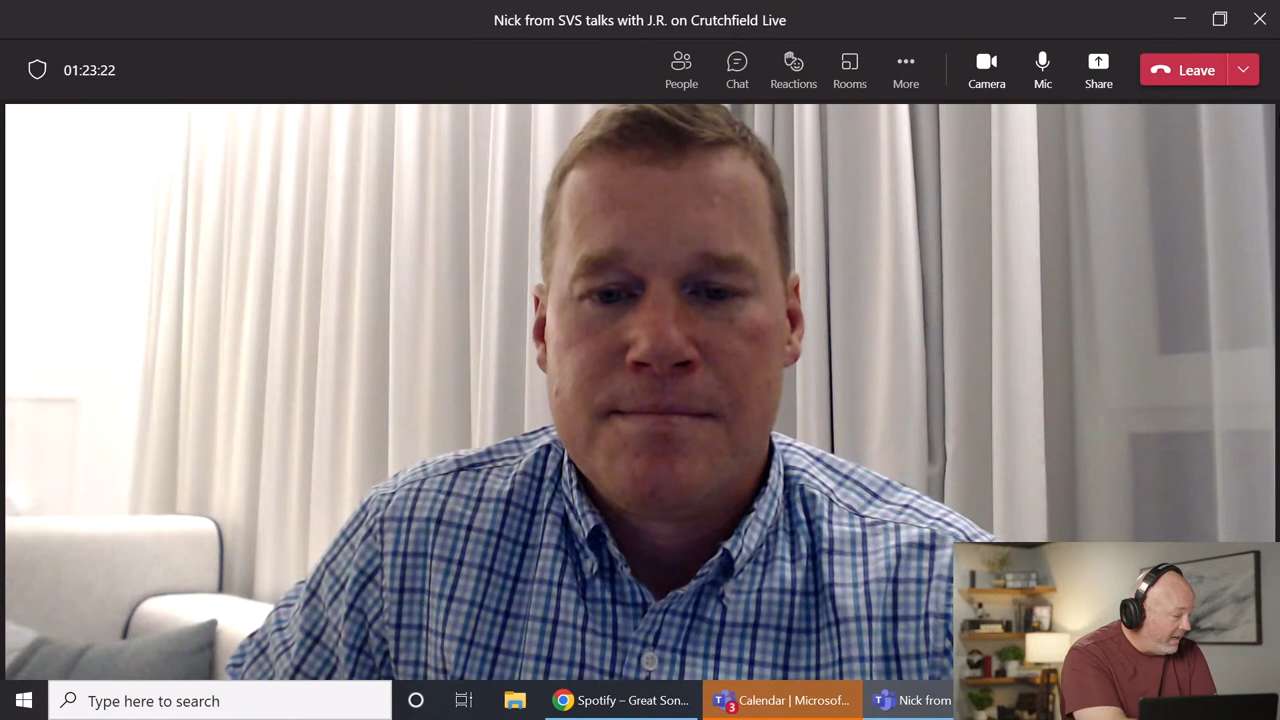 Nick from SVS talks with J.R. on Crutchfield Live
01:23:22
People
Chat
Reactions
Rooms
More
Camera
Mic
Share
Leave
Type here to search
Spotify – Great Son...
3
Calendar | Microsof...
Nick from